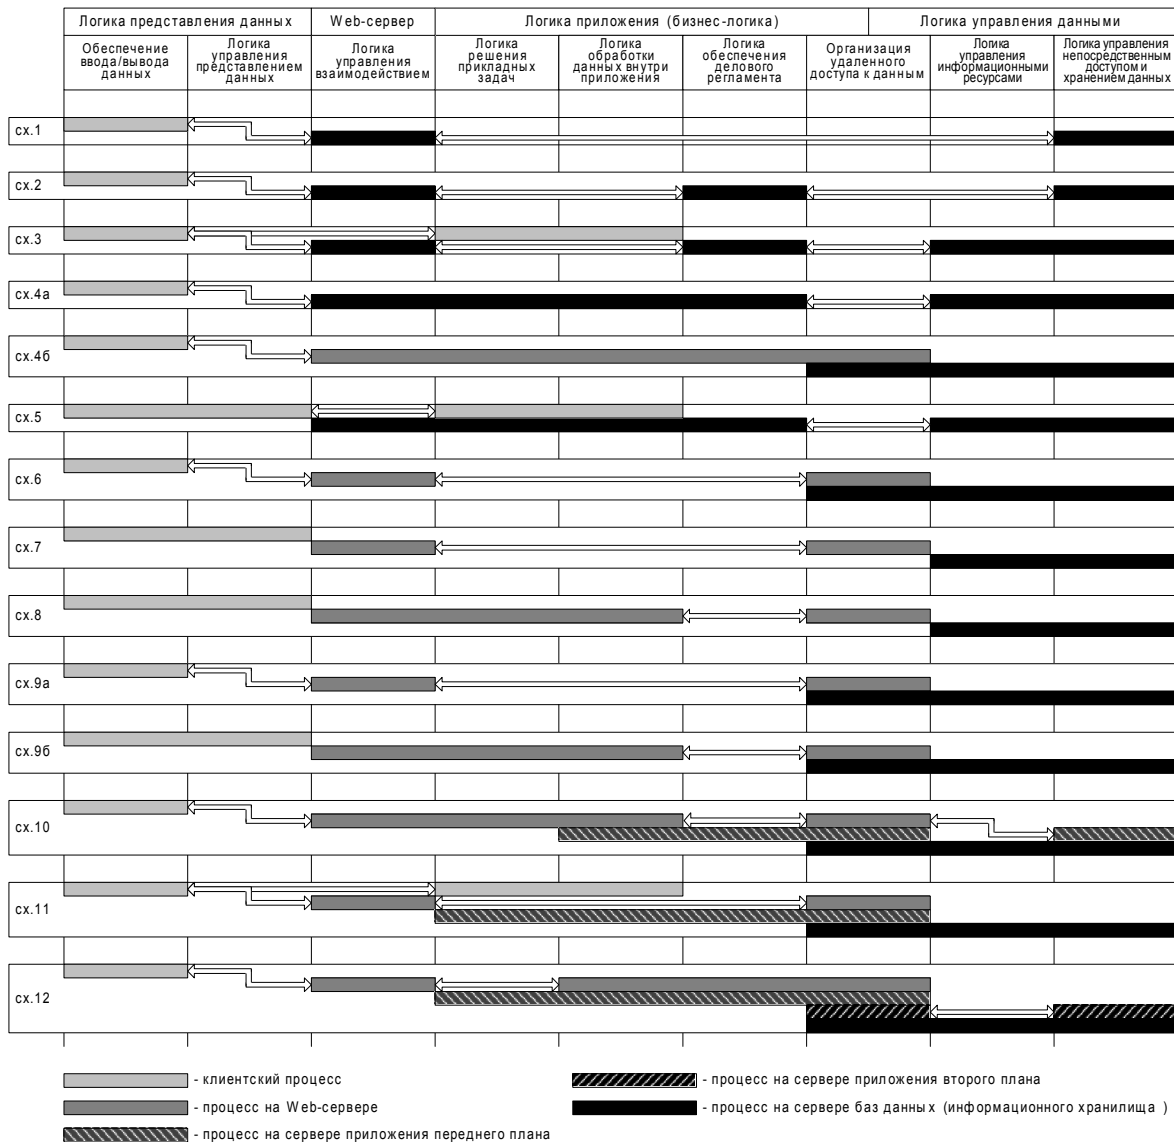 Логика представления данных
Web-сервер
Логика приложения (бизнес-логика)
Логика управления данными
Обеспечение
ввода/вывода
данных
Логика
управления
представлением
данных
Логика
управления
взаимодействием
Логика
решения
прикладных
задач
Логика
обработки
данных внутри
приложения
Логика
обеспечения
делового
регламента
Организация
удаленного
доступа к данным
Логика
управления
информационными
ресурсами
Логика управления
непосредственным
доступом и
хранением данных
сх.1
сх.2
сх.3
сх.4а
сх.4б
сх.5
сх.6
сх.7
сх.8
сх.9а
сх.9б
сх.10
сх.11
сх.12
- клиентский процесс
- процесс на Web-сервере
- процесс на сервере приложения переднего плана
- процесс на сервере приложения второго плана
- процесс на сервере баз данных (информационного хранилища )